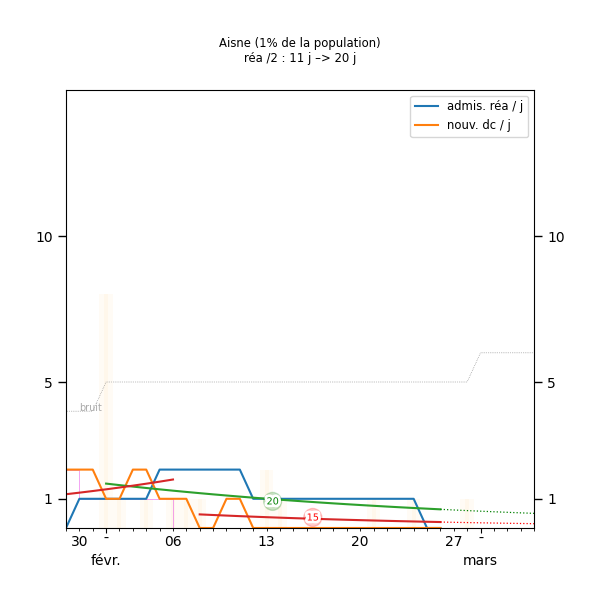 Aisne (1% de la population)
réa /2 : 11 j −> 20 j
admis. réa / j
nouv. dc / j
10 10
5 5
bruit
1 1
20
15
30 - 06 13 20 27 -
févr. mars